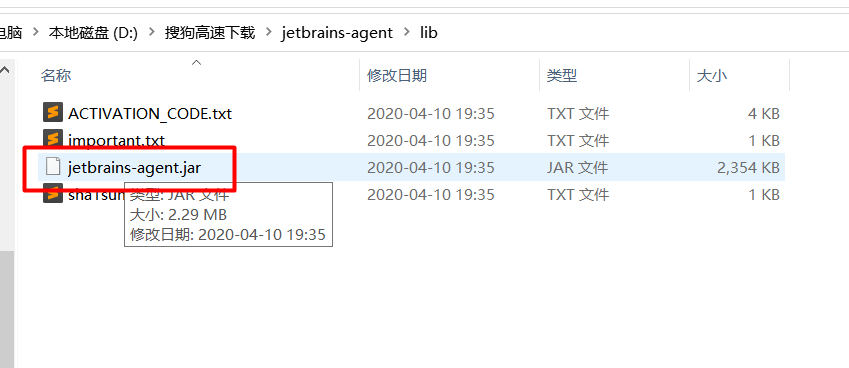 电脑 > 本地磁盘 (D:) > 搜狗高速下载 > jetbrains-agent > lib
名称 修改日期 类型 大小
ACTIVATION_CODE.txt 2020-04-10 19:35 TXT 文件 4 KB
important.txt 2020-04-10 19:35 TXT 文件 1 KB
jetbrains-agent.jar 2020-04-10 19:35 JAR 文件 2,354 KB
sha1sum 2020-04-10 19:35 TXT 文件 1 KB
类型: JAR 文件
大小: 2.29 MB
修改日期: 2020-04-10 19:35